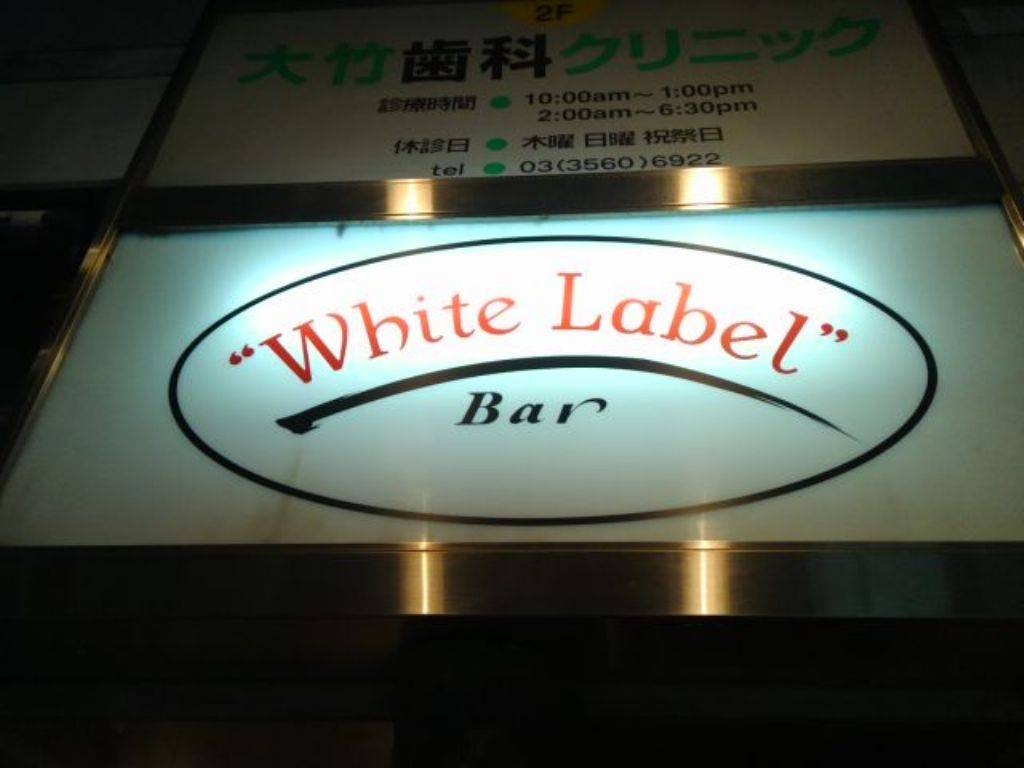 2F
大竹歯科クリニック
診療時間 ● 10:00am～1:00pm
2:00am～6:30pm
休診日 ● 木曜 日曜 祝祭日
tel ● 03(3560)6922
"White Label"
Bar